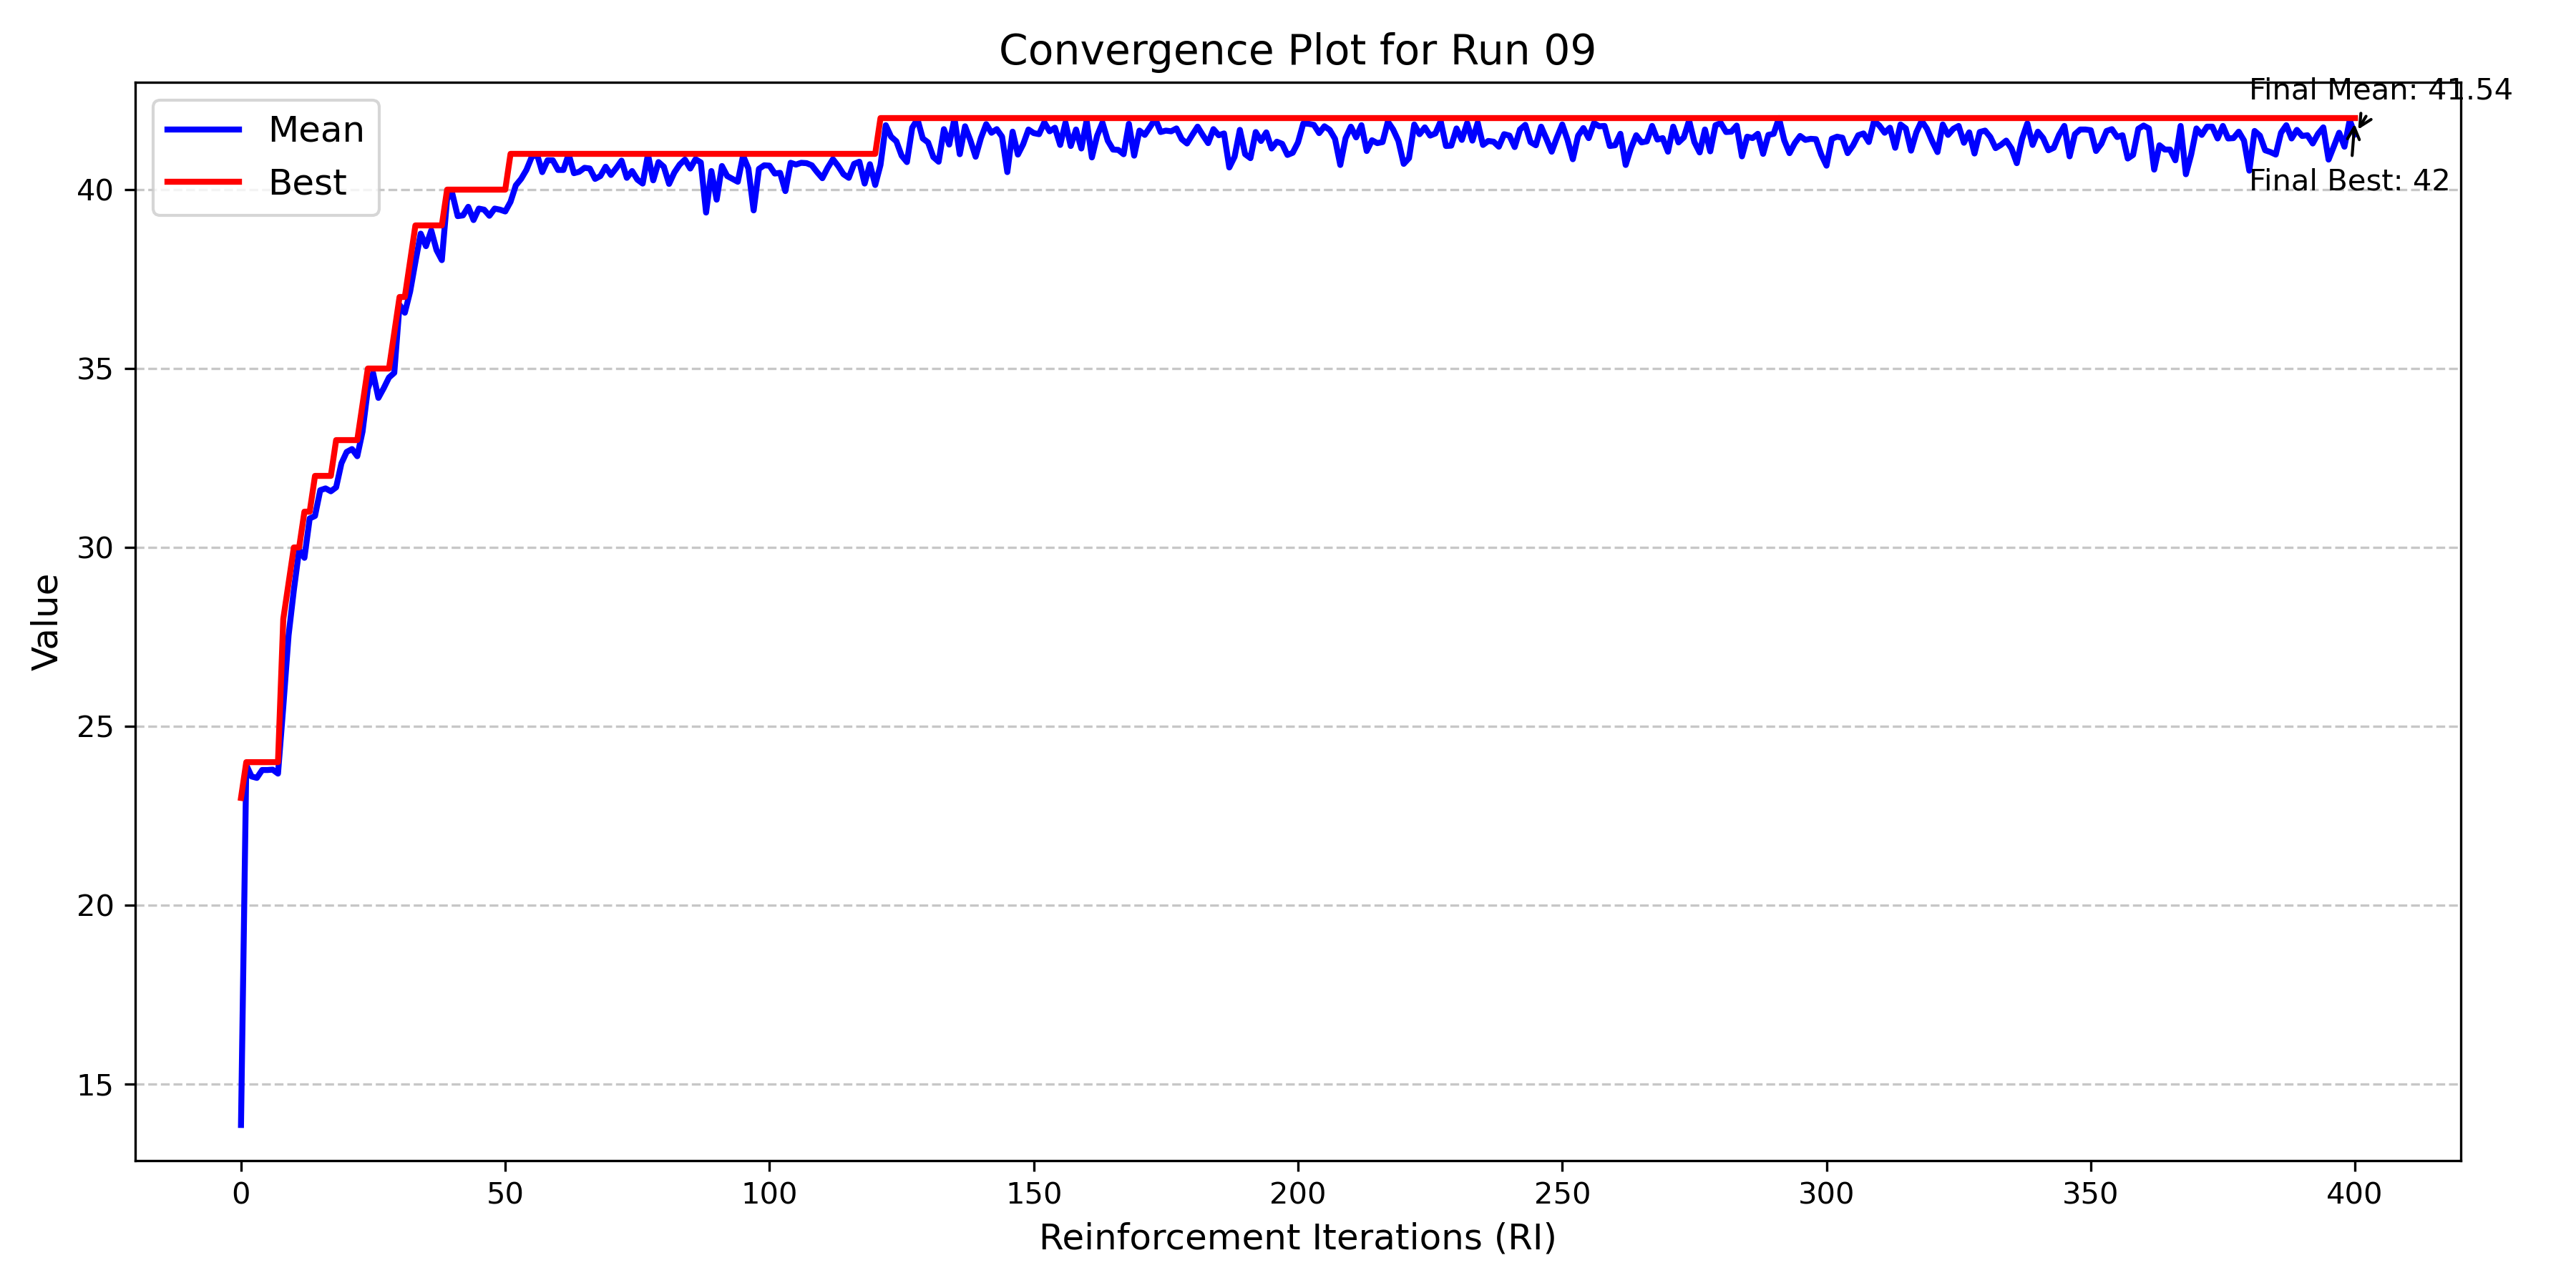 Convergence Plot for Run 09
Final Mean: 41.54
Mean
Best
Final Best: 42
40
35
30
25
20
15
Value
0 50 100 150 200 250 300 350 400
Reinforcement Iterations (RI)